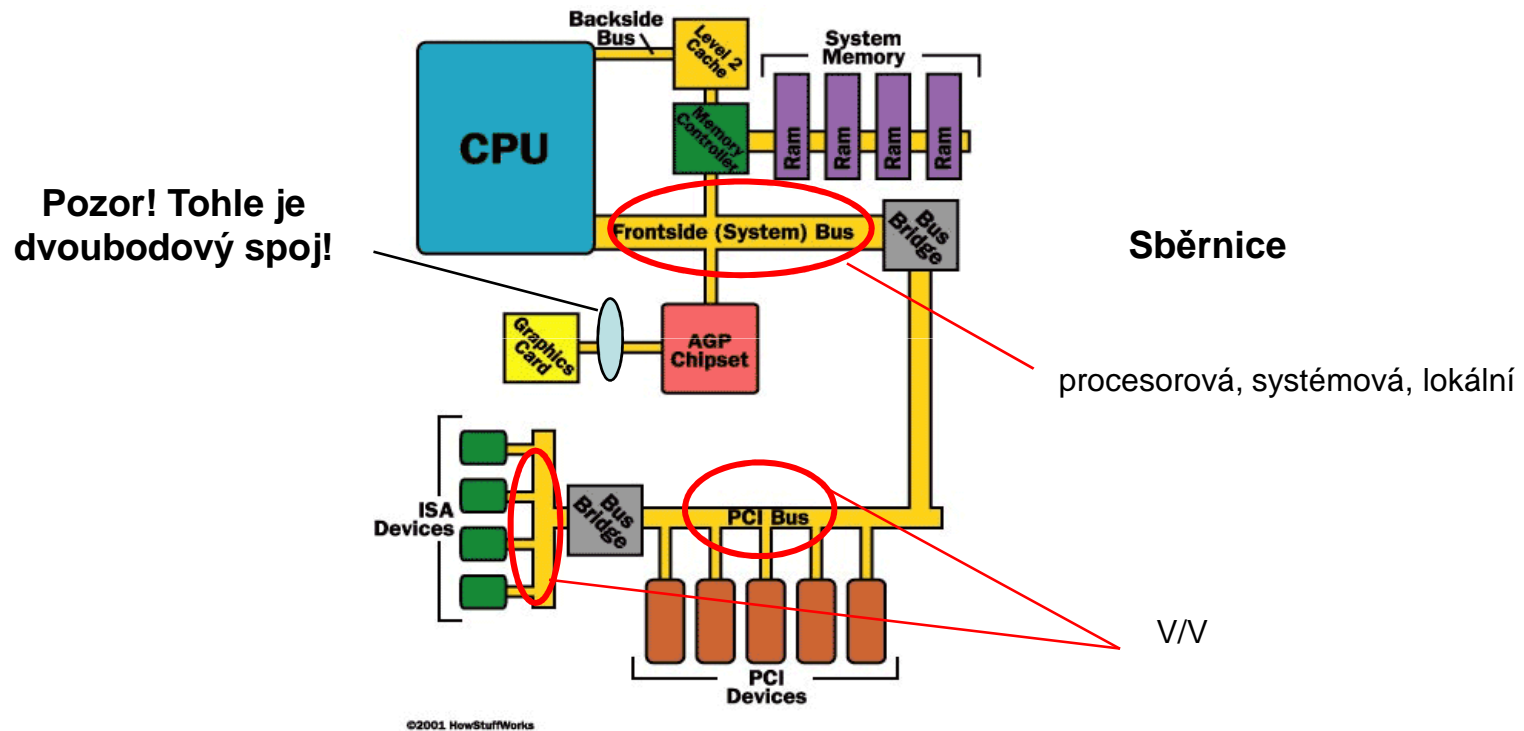 Backside
Bus
Level 2
Cache
System
Memory
CPU
Memory
Controller
Ram
Ram
Ram
Ram
Pozor! Tohle je
dvoubodový spoj!
Frontside (System) Bus
Bus
Bridge
Sběrnice
Graphics
Card
AGP
Chipset
procesorová, systémová, lokální
ISA
Devices
Bus
Bridge
PCI Bus
V/V
PCI
Devices
©2001 HowStuffWorks